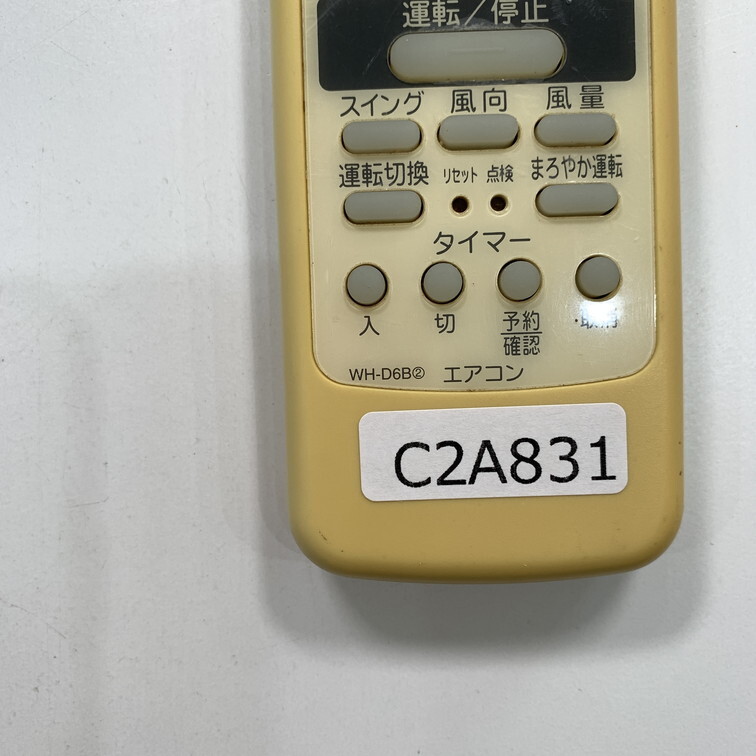 運転/停止
スイング 風向 風量
運転切換 リセット 点検 まろやか運転
タイマー
入 切 予約 ・取消
確認
WH-D6B② エアコン
C2A831